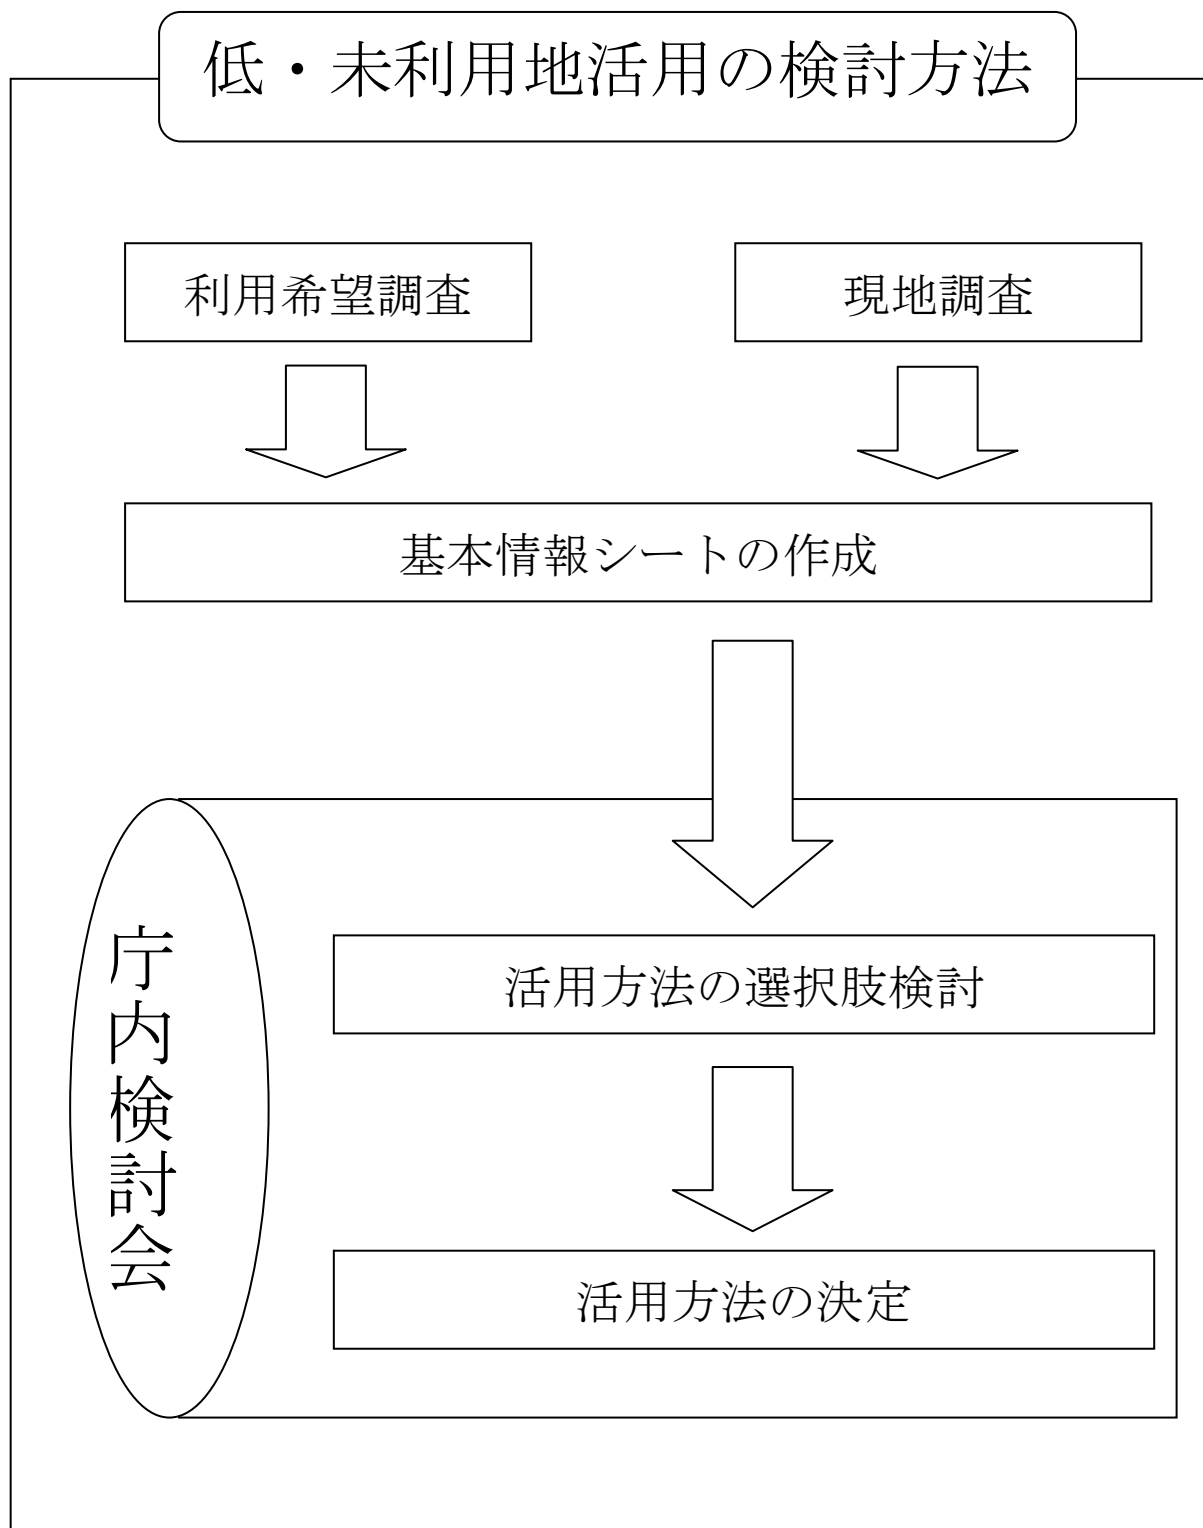 低・未利用地活用の検討方法
利用希望調査
現地調査
基本情報シートの作成
庁内検討会
活用方法の選択肢検討
活用方法の決定